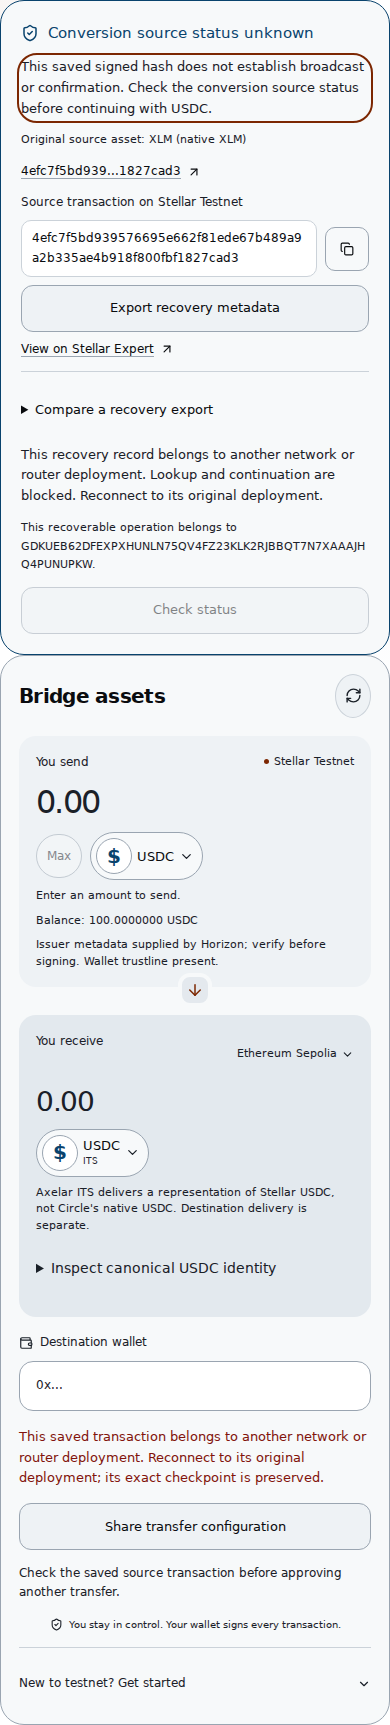 Conversion source status unknown
This saved signed hash does not establish broadcast
or confirmation. Check the conversion source status
before continuing with USDC.
Original source asset: XLM (native XLM)
4efc7f5bd939...1827cad3
Source transaction on Stellar Testnet
4efc7f5bd939576695e662f81ede67b489a9
a2b335ae4b918f800fbf1827cad3
Export recovery metadata
View on Stellar Expert
Compare a recovery export
This recovery record belongs to another network or
router deployment. Lookup and continuation are
blocked. Reconnect to its original deployment.
This recoverable operation belongs to
GDKUEB62DFEXPXHUNLN75QV4FZ23KLK2RJBBQT7N7XAAAJH
Q4PUNUPKW.
Check status
Bridge assets
You send
Stellar Testnet
0.00
Max
$ USDC
Enter an amount to send.
Balance: 100.0000000 USDC
Issuer metadata supplied by Horizon; verify before
signing. Wallet trustline present.
You receive
Ethereum Sepolia
0.00
$ USDC
ITS
Axelar ITS delivers a representation of Stellar USDC,
not Circle's native USDC. Destination delivery is
separate.
Inspect canonical USDC identity
Destination wallet
0x...
This saved transaction belongs to another network or
router deployment. Reconnect to its original
deployment; its exact checkpoint is preserved.
Share transfer configuration
Check the saved source transaction before approving
another transfer.
You stay in control. Your wallet signs every transaction.
New to testnet? Get started